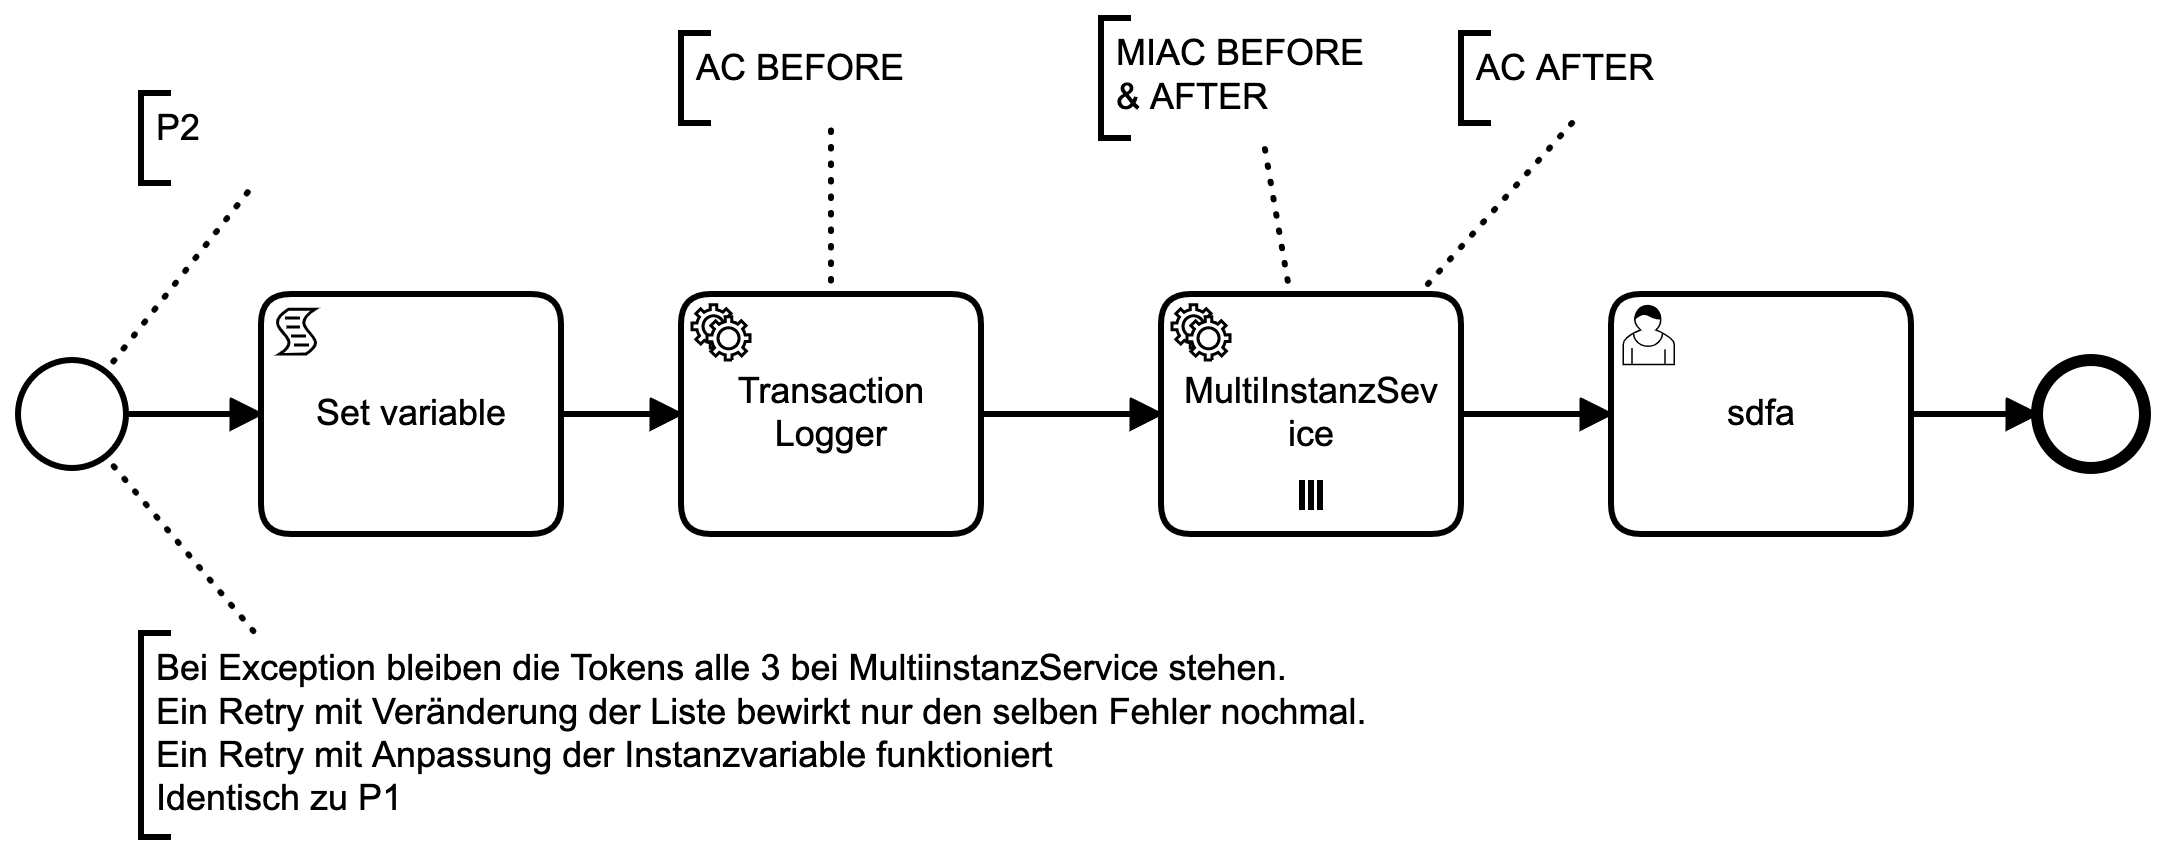 P2
AC BEFORE
MIAC BEFORE
& AFTER
AC AFTER
Set variable
Transaction
Logger
MultiInstanzSev
ice
sdfa
Bei Exception bleiben die Tokens alle 3 bei MultiinstanzService stehen.
Ein Retry mit Veränderung der Liste bewirkt nur den selben Fehler nochmal.
Ein Retry mit Anpassung der Instanzvariable funktioniert
Identisch zu P1